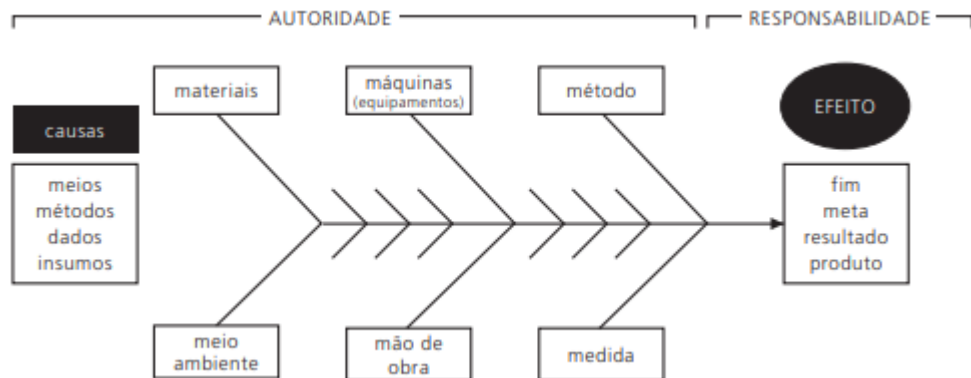 AUTORIDADE
RESPONSABILIDADE
materiais
máquinas
(equipamentos)
método
causas
EFEITO
meios
métodos
dados
insumos
fim
meta
resultado
produto
meio
ambiente
mão de
obra
medida